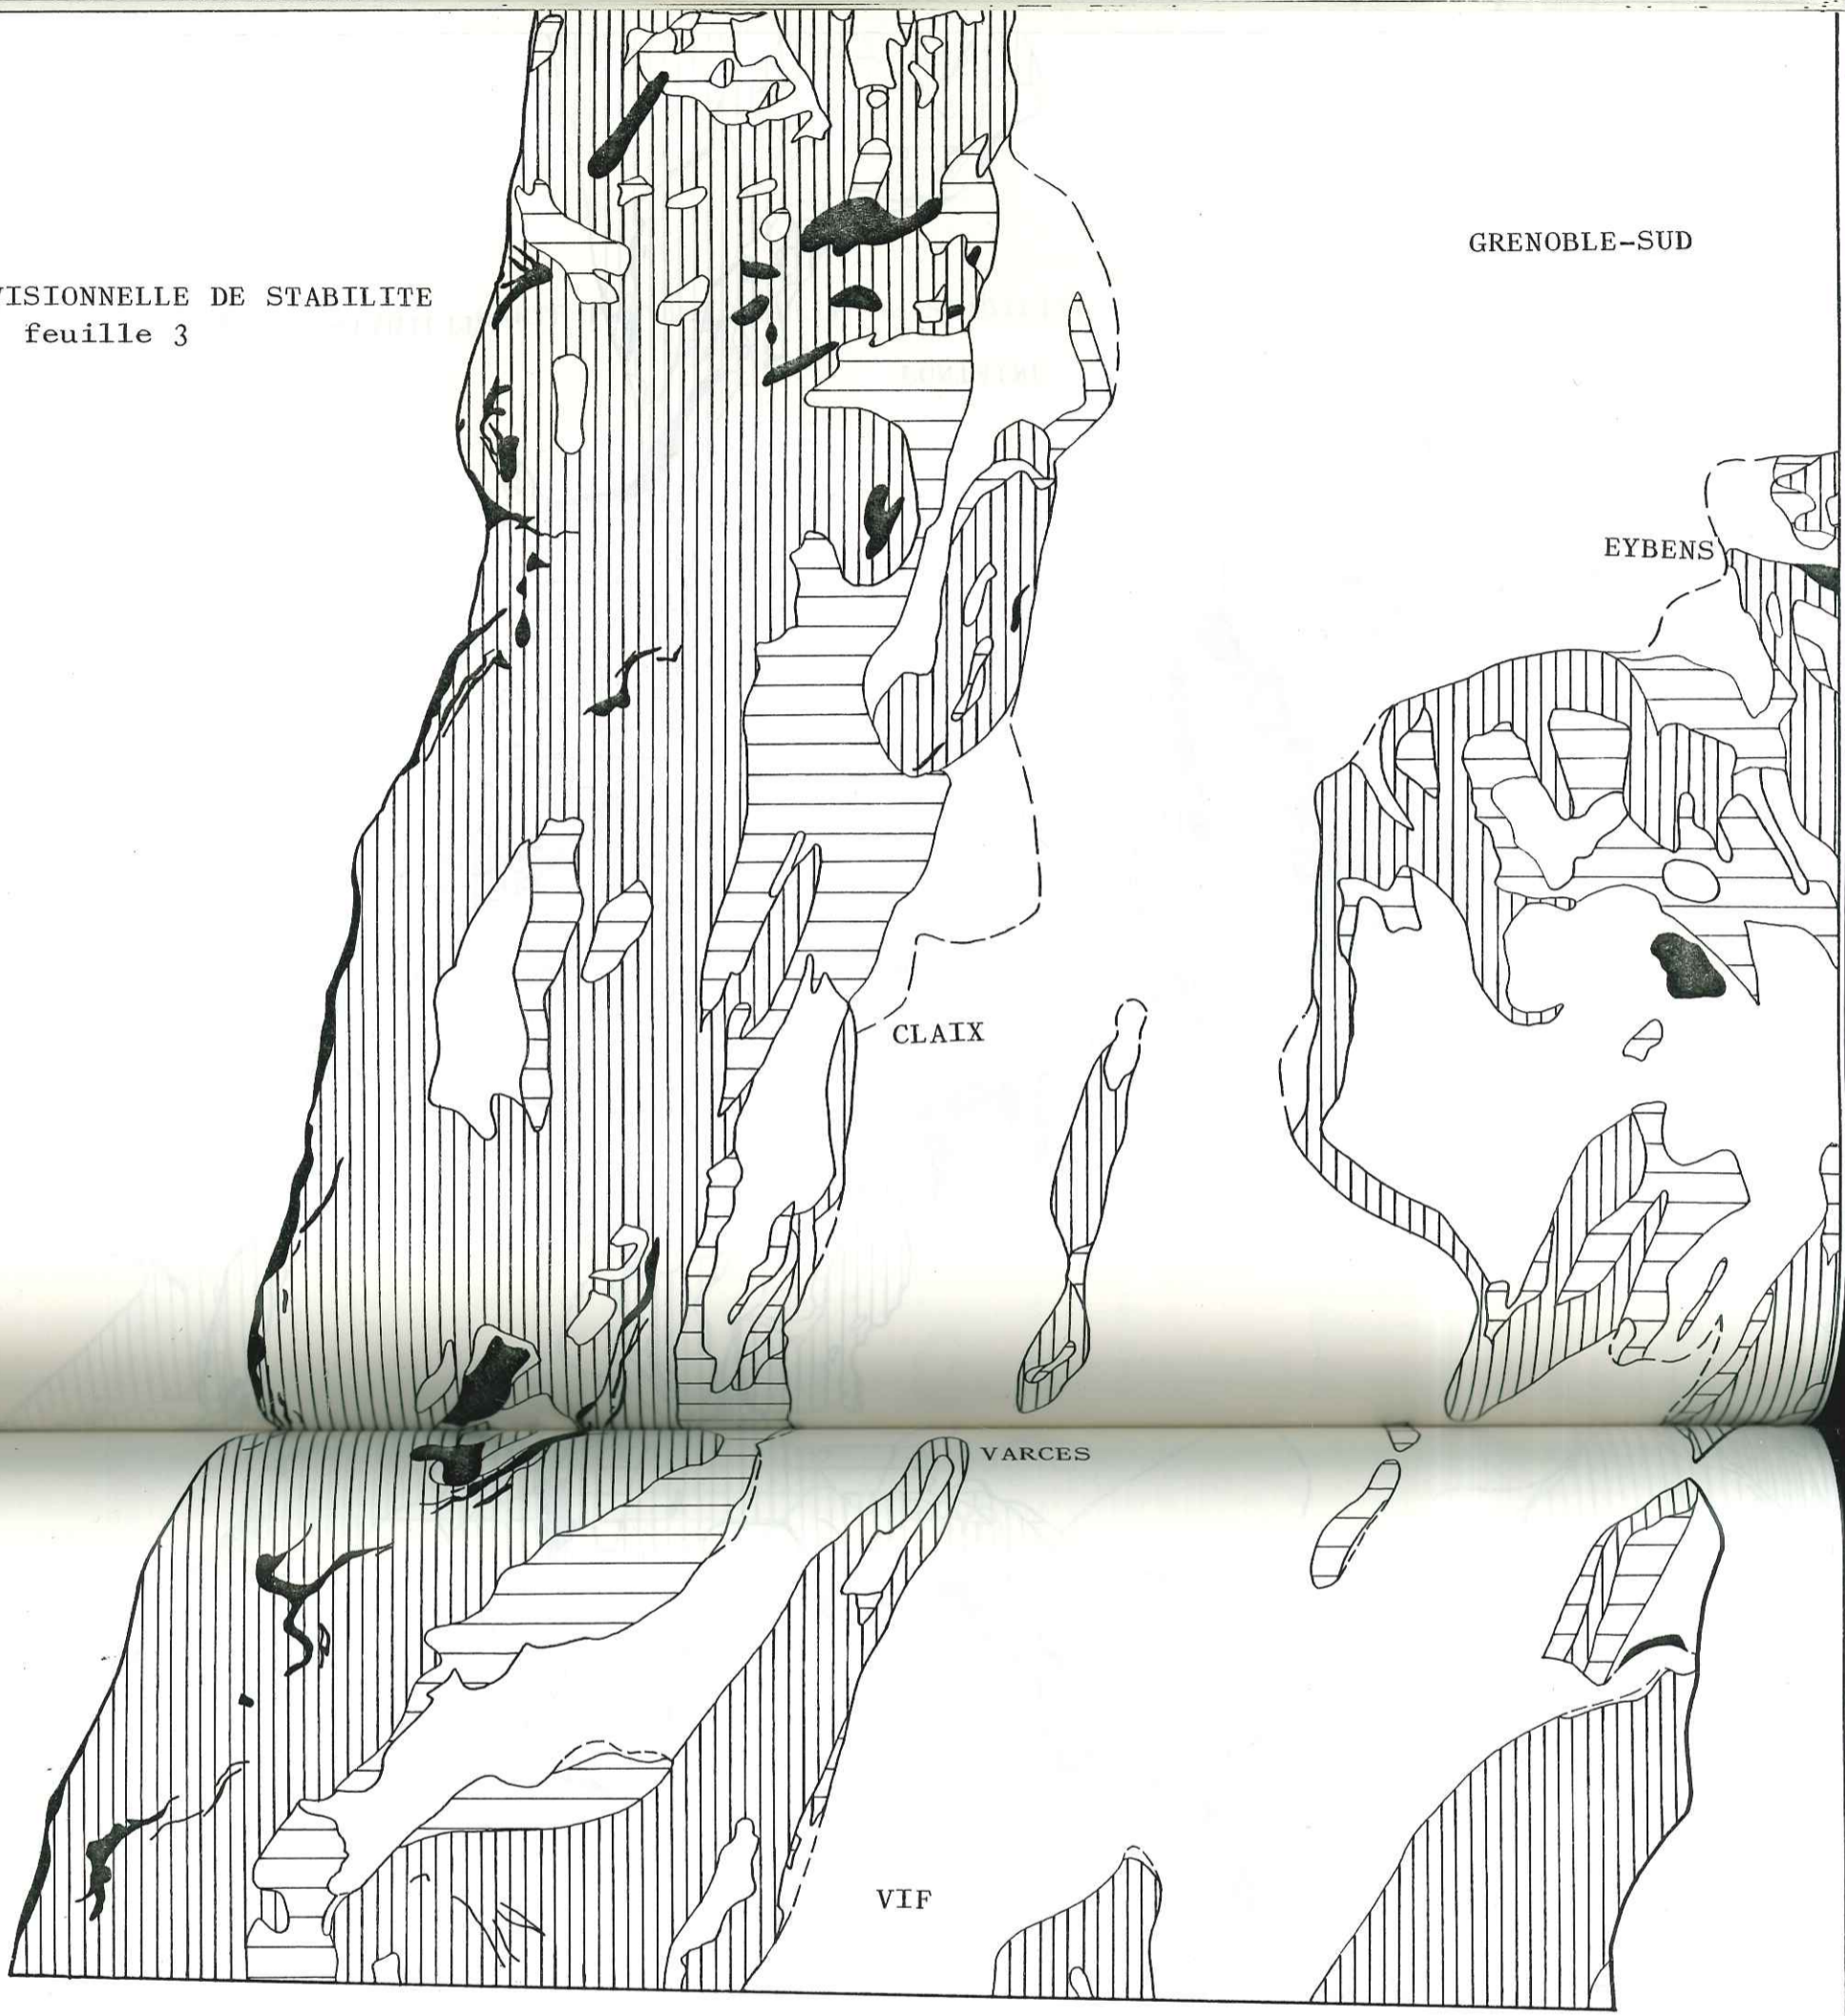 GRENOBLE-SUD
VISIONNELLE DE STABILITE
feuille 3
EYBENS
CLAIX
VARCES
VIF